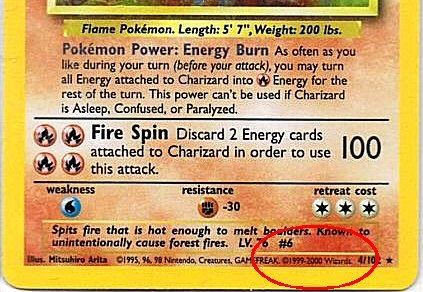 Flame Pokémon. Length: 5' 7", Weight: 200 lbs.
Pokémon Power: Energy Burn As often as you
like during your turn (before your attack), you may turn
all Energy attached to Charizard into Energy for the
rest of the turn. This power can't be used if Charizard
is Asleep, Confused, or Paralyzed.
Fire Spin Discard 2 Energy cards
attached to Charizard in order to use
this attack.
100
weakness resistance retreat cost
-30
Spits fire that is hot enough to melt boulders. Known to
unintentionally cause forest fires. LV. 76 #6
Illus. Mitsuhiro Arita ©1995, 96, 98 Nintendo, Creatures, GAMEFREAK. ©1999-2000 Wizards. 4/102 ★